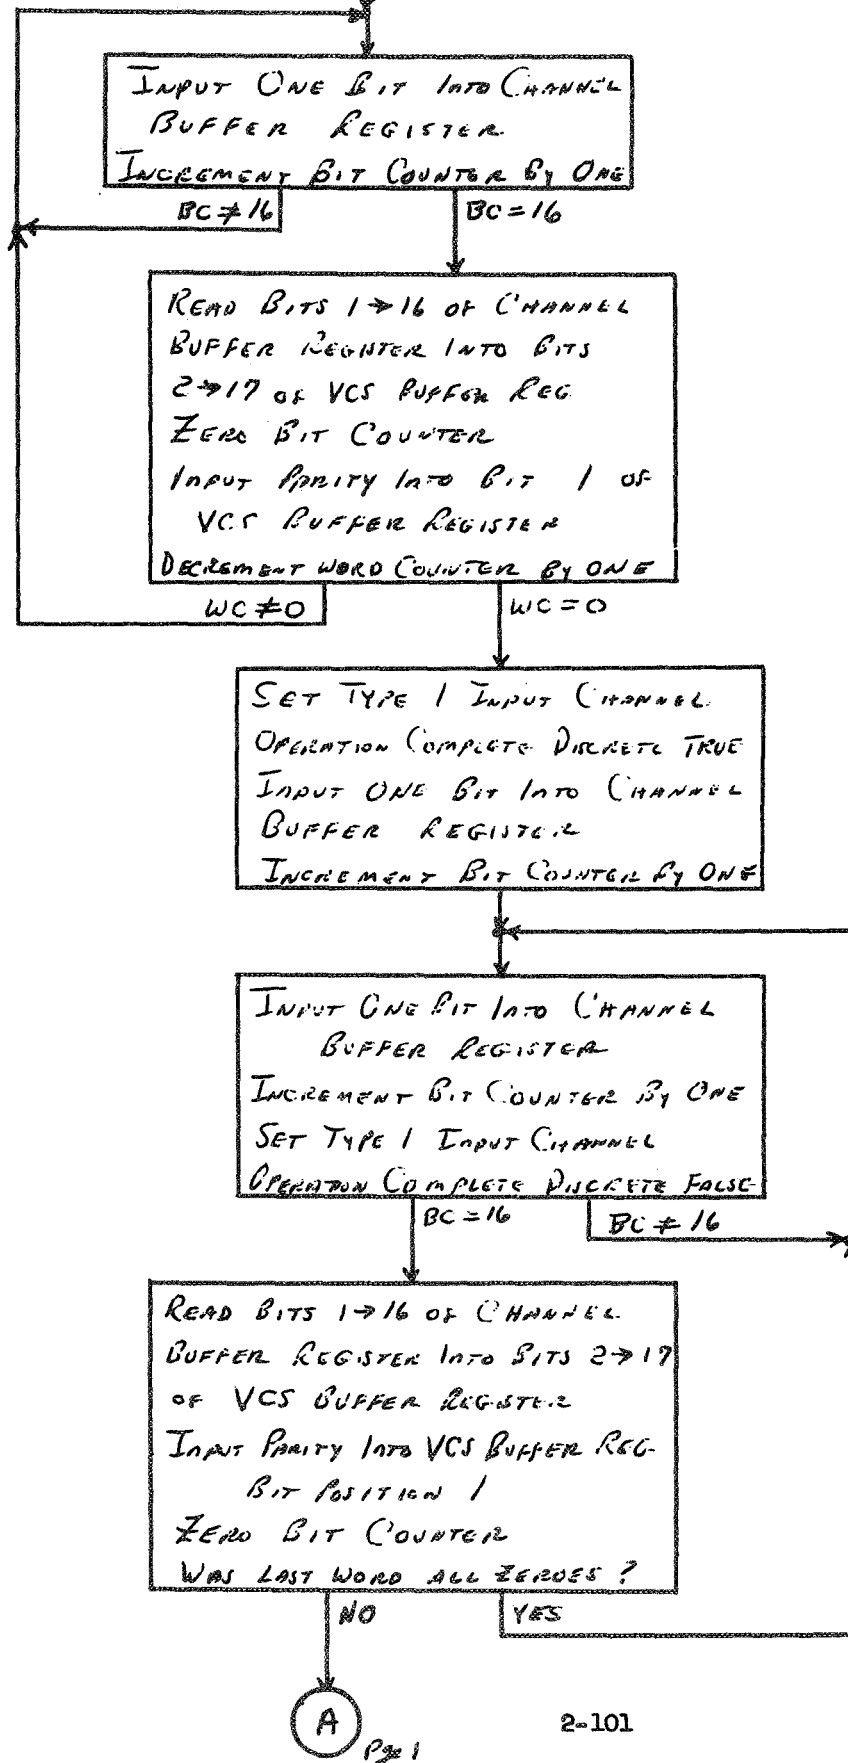 INPUT ONE BIT INTO CHANNEL
BUFFER REGISTER
INCREMENT BIT COUNTER BY ONE
BC ≠ 16
BC = 16
READ BITS 1 → 16 OF CHANNEL
BUFFER REGISTER INTO BITS
2 → 17 OF VCS BUFFER REG
ZERO BIT COUNTER
INPUT PARITY INTO BIT 1 OF
VCS BUFFER REGISTER
DECREMENT WORD COUNTER BY ONE
WC ≠ 0
WC = 0
SET TYPE 1 INPUT CHANNEL
OPERATION COMPLETE DISCRETE TRUE
INPUT ONE BIT INTO CHANNEL
BUFFER REGISTER
INCREMENT BIT COUNTER BY ONE
INPUT ONE BIT INTO CHANNEL
BUFFER REGISTER
INCREMENT BIT COUNTER BY ONE
SET TYPE 1 INPUT CHANNEL
OPERATION COMPLETE DISCRETE FALSE
BC = 16
BC ≠ 16
READ BITS 1 → 16 OF CHANNEL
BUFFER REGISTER INTO BITS 2 → 17
OF VCS BUFFER REGISTER
INPUT PARITY INTO VCS BUFFER REG-
BIT POSITION 1
ZERO BIT COUNTER
WAS LAST WORD ALL ZEROES ?
NO
YES
A
Pge 1
2-101